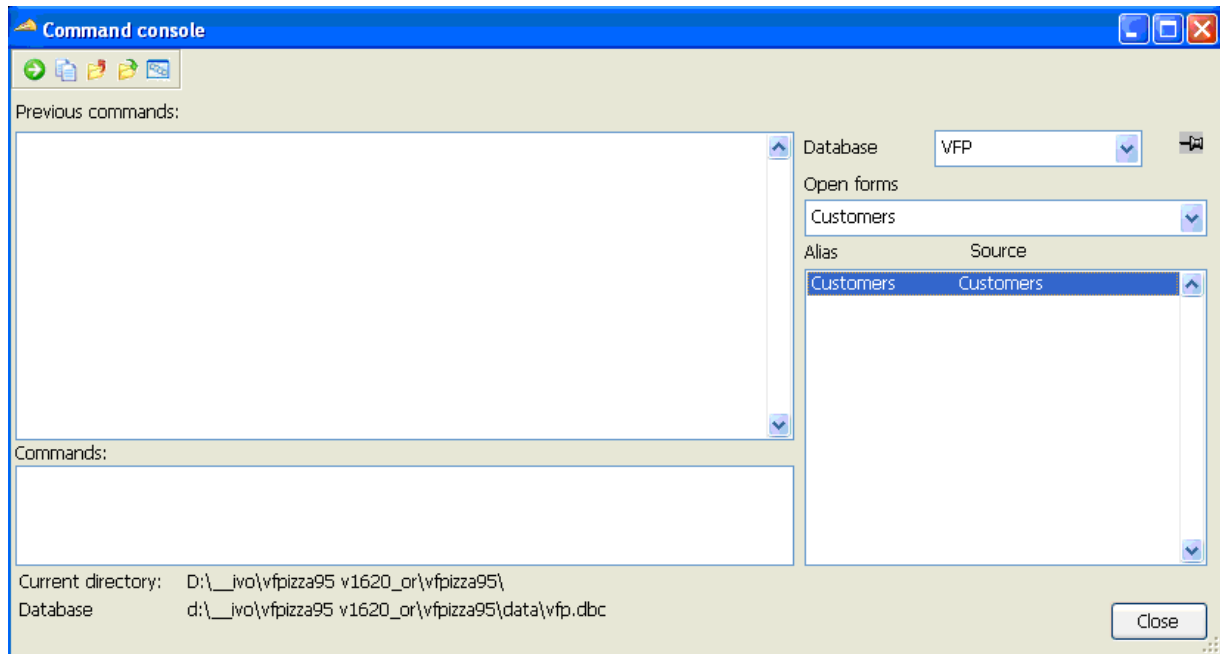 Command console
Previous commands:
Database VFP
Open forms
Customers
Alias Source
Customers Customers
Commands:
Current directory: D:\__ivo\vfpizza95 v1620_or\vfpizza95\
Database d:\__ivo\vfpizza95 v1620_or\vfpizza95\data\vfp.dbc
Close